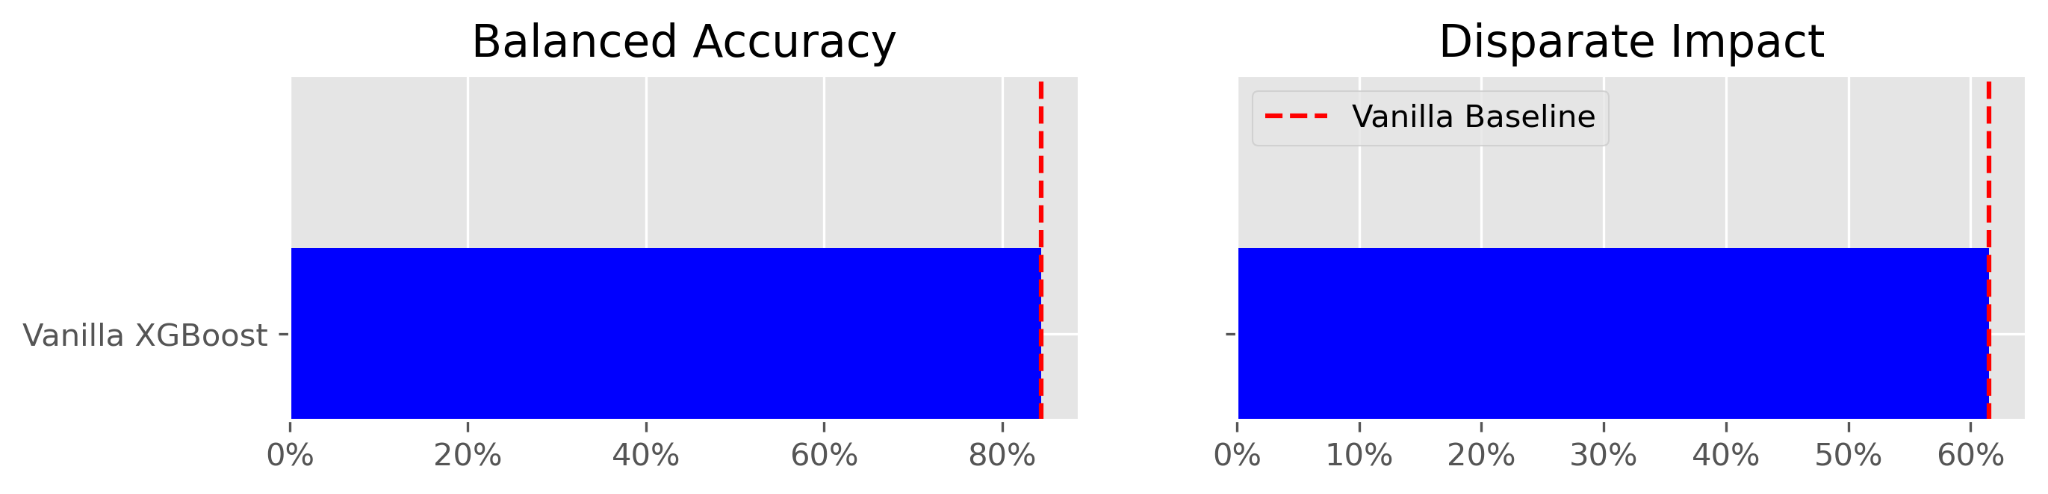 Balanced Accuracy
Disparate Impact
Vanilla Baseline
Vanilla XGBoost
0% 20% 40% 60% 80%
0% 10% 20% 30% 40% 50% 60%